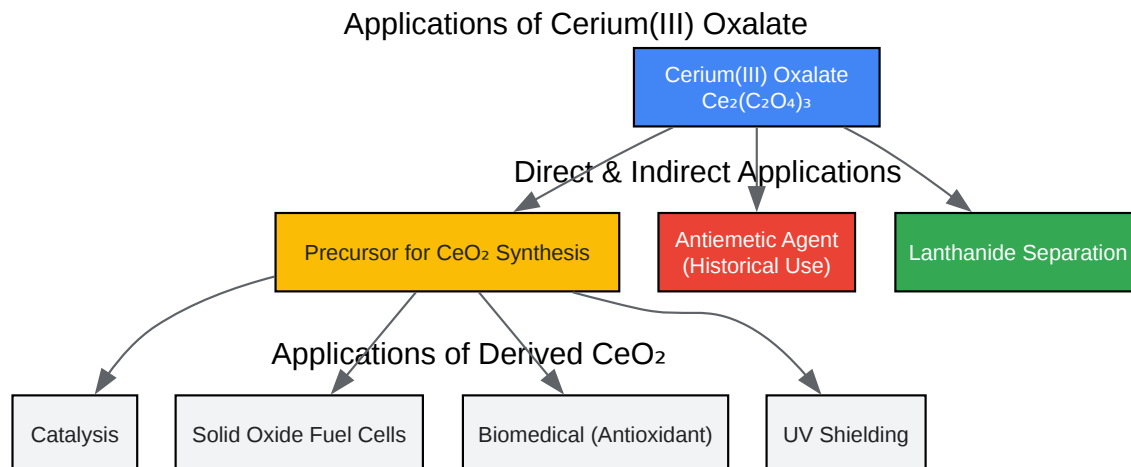 Applications of Cerium(III) Oxalate
Cerium(III) Oxalate
Ce₂(C₂O₄)₃
Direct & Indirect Applications
Precursor for CeO₂ Synthesis
Antiemetic Agent
(Historical Use)
Lanthanide Separation
Applications of Derived CeO₂
Catalysis
Solid Oxide Fuel Cells
Biomedical (Antioxidant)
UV Shielding